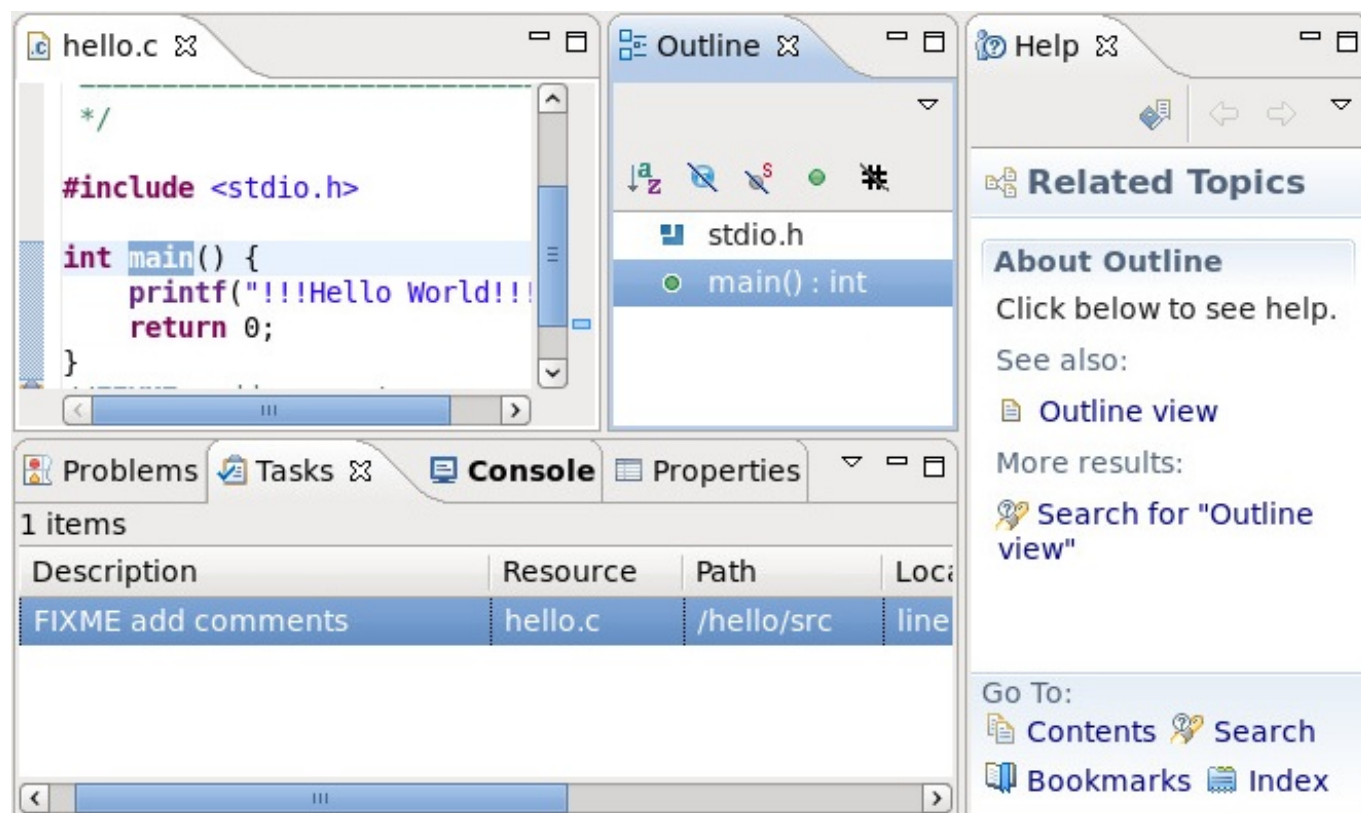 hello.c
*/
#include <stdio.h>
int main() {
printf("!!!Hello World!!!
return 0;
}
Outline
stdio.h
main() : int
Problems
Tasks
Console
Properties
1 items
Description Resource Path Loca
FIXME add comments hello.c /hello/src line
Help
Related Topics
About Outline
Click below to see help.
See also:
Outline view
More results:
Search for "Outline
view"
Go To:
Contents Search
Bookmarks Index